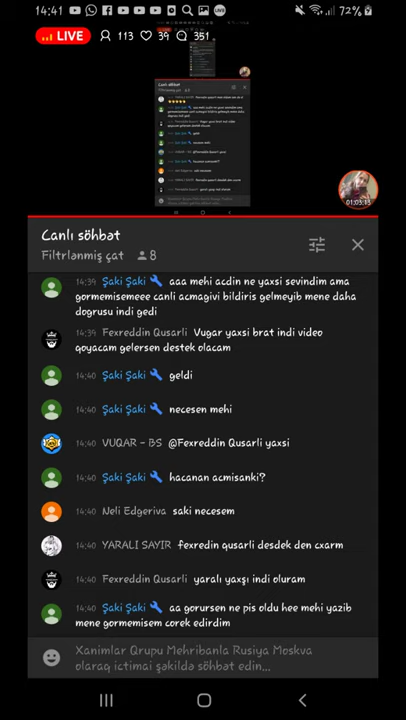 14:41
72%
LIVE 113 39 351
01:03:13
Canlı söhbət
Filtrlənmiş çat 8
14:39 Şaki Şaki aaa mehi acdin ne yaxsi sevindim ama
gormemisemeee canli acmagivi bildiris gelmeyib mene daha
dogrusu indi gedi
14:39 Fexreddin Qusarli Vugar yaxsi brat indi video
qoyacam gelersen destek olacam
14:40 Şaki Şaki geldi
14:40 Şaki Şaki necesen mehi
14:40 VUQAR - BS @Fexreddin Qusarli yaxsi
14:40 Şaki Şaki hacanan acmisanki?
14:40 Neli Edgeriva saki necesem
14:40 YARALI SAYIR fexredin qusarli desdek den cxarm
14:40 Fexreddin Qusarli yaralı yaxşı indi oluram
14:40 Şaki Şaki aa gorursen ne pis oldu hee mehi yazib
mene gormemisem corek edirdim
Xanimlar Qrupu Mehribanla Rusiya Moskva
olaraq ictimai şəkildə söhbət edin...